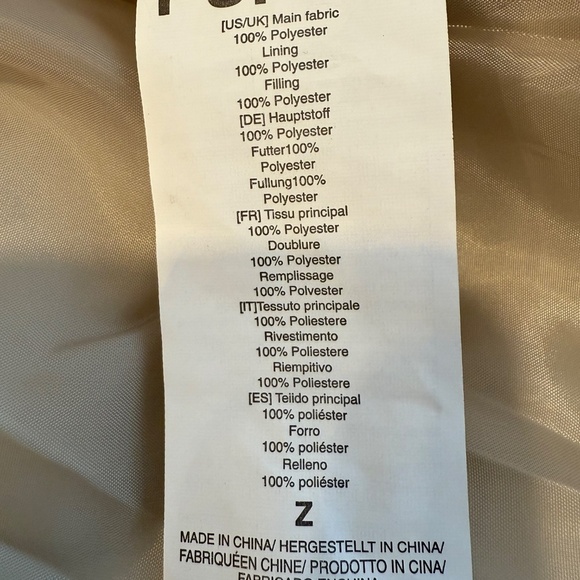 [US/UK] Main fabric
100% Polyester
Lining
100% Polyester
Filling
100% Polyester
[DE] Hauptstoff
100% Polyester
Futter100%
Polyester
Fullung100%
Polyester
[FR] Tissu principal
100% Polyester
Doublure
100% Polyester
Remplissage
100% Polyester
[IT]Tessuto principale
100% Poliestere
Rivestimento
100% Poliestere
Riempitivo
100% Poliestere
[ES] Teiido principal
100% poliéster
Forro
100% poliéster
Relleno
100% poliéster
Z
MADE IN CHINA/ HERGESTELLT IN CHINA/
FABRIQUÉEN CHINE/ PRODOTTO IN CINA/